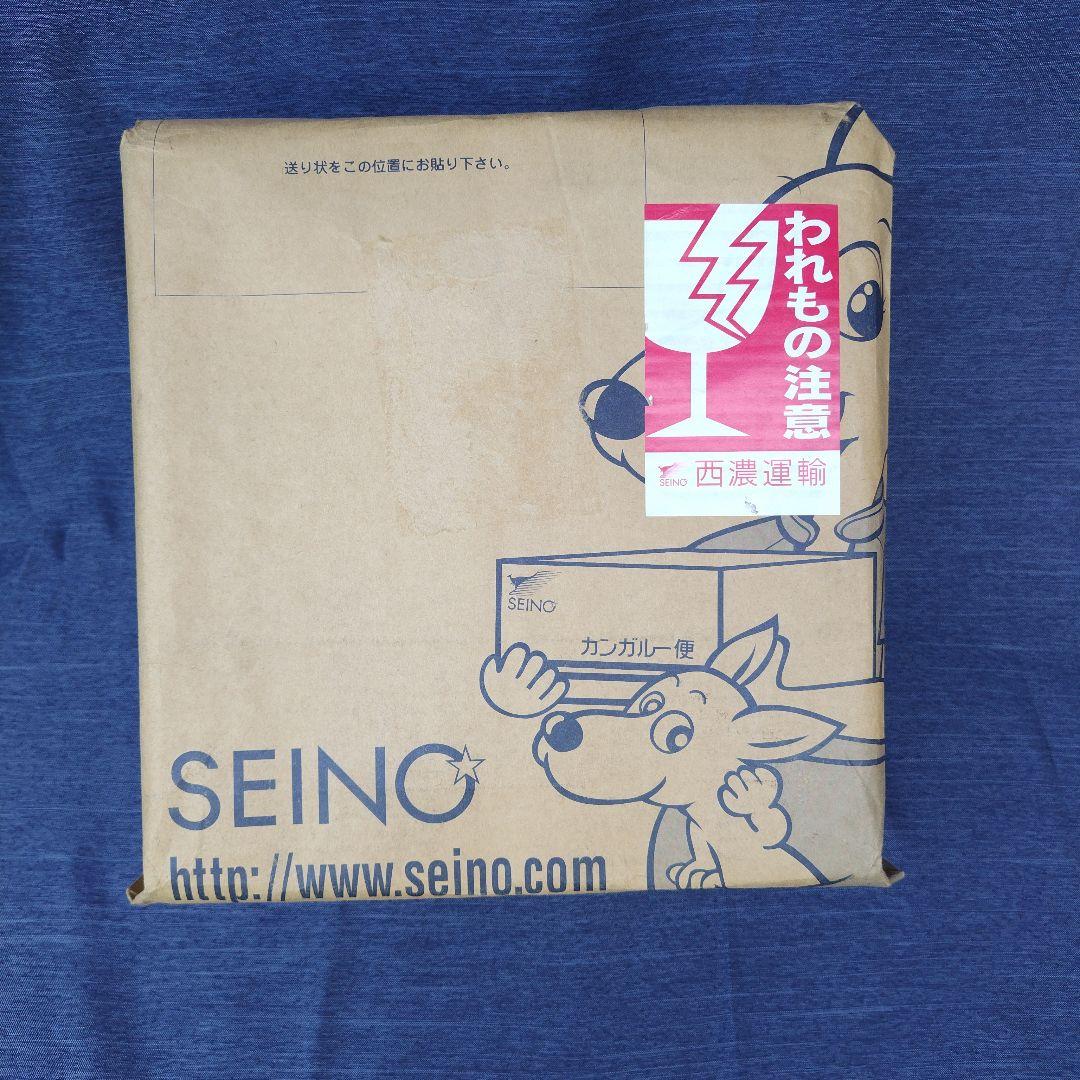 送り状をこの位置にお貼り下さい。
われもの注意
SEINO 西濃運輸
SEINO
カンガルー便
SEINO
http://www.seino.com